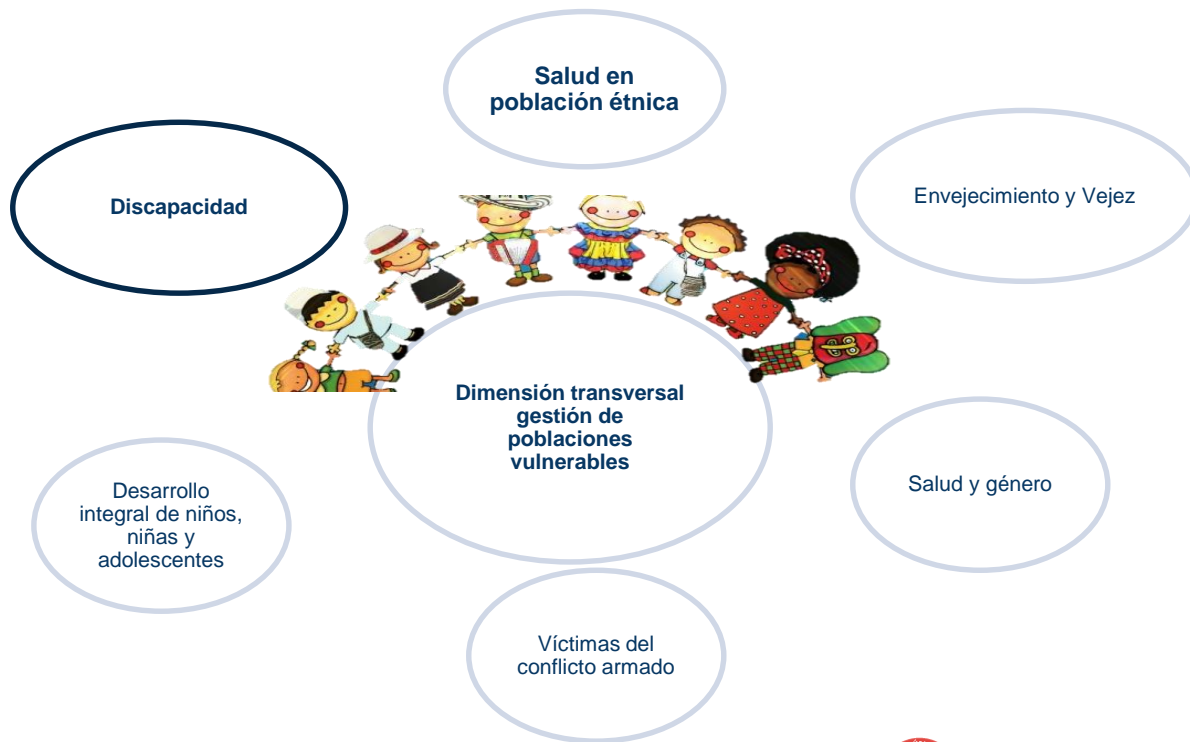 Salud en
población étnica
Discapacidad
Envejecimiento y Vejez
Dimensión transversal
gestión de
poblaciones
vulnerables
Desarrollo
integral de niños,
niñas y
adolescentes
Salud y género
Víctimas del
conflicto armado